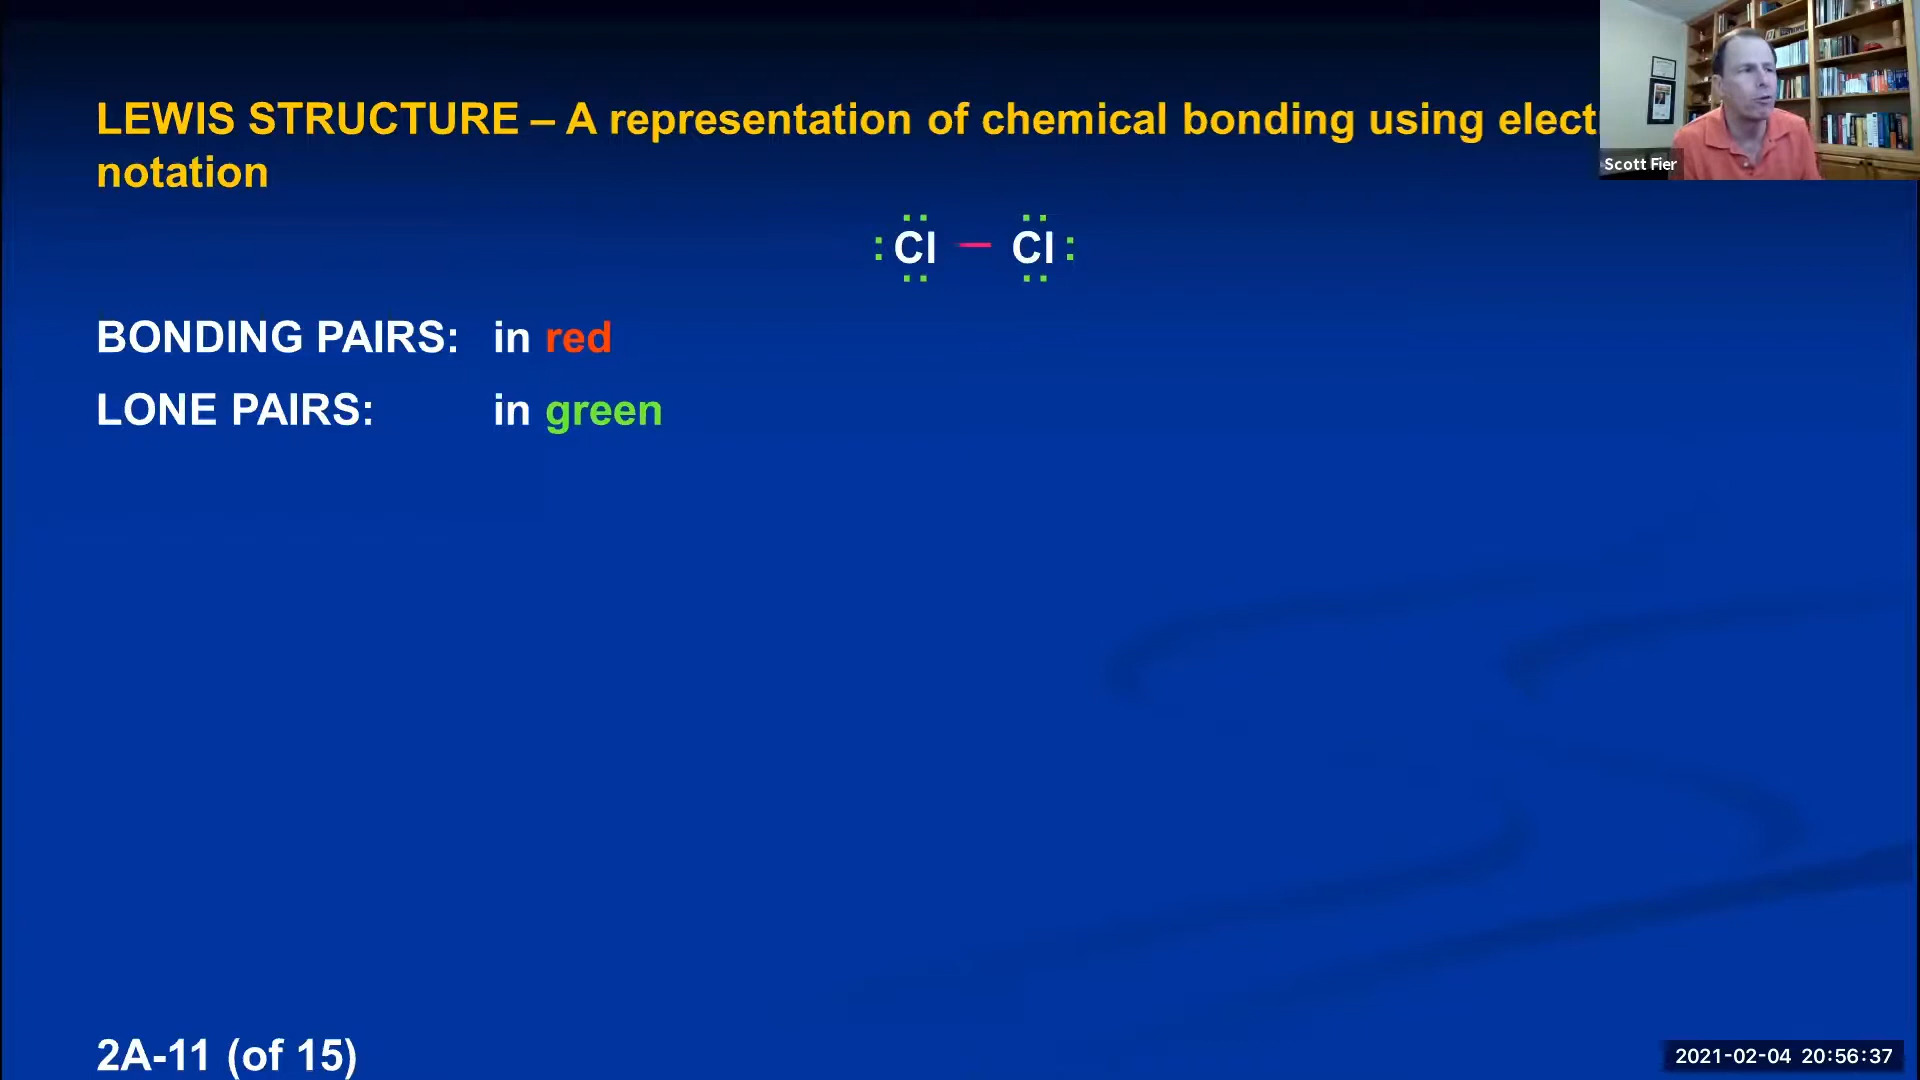 LEWIS STRUCTURE – A representation of chemical bonding using
notation
Scott Fier
:Cl — Cl:
BONDING PAIRS: in red
LONE PAIRS: in green
2A-11 (of 15)
2021-02-04 20:56:37